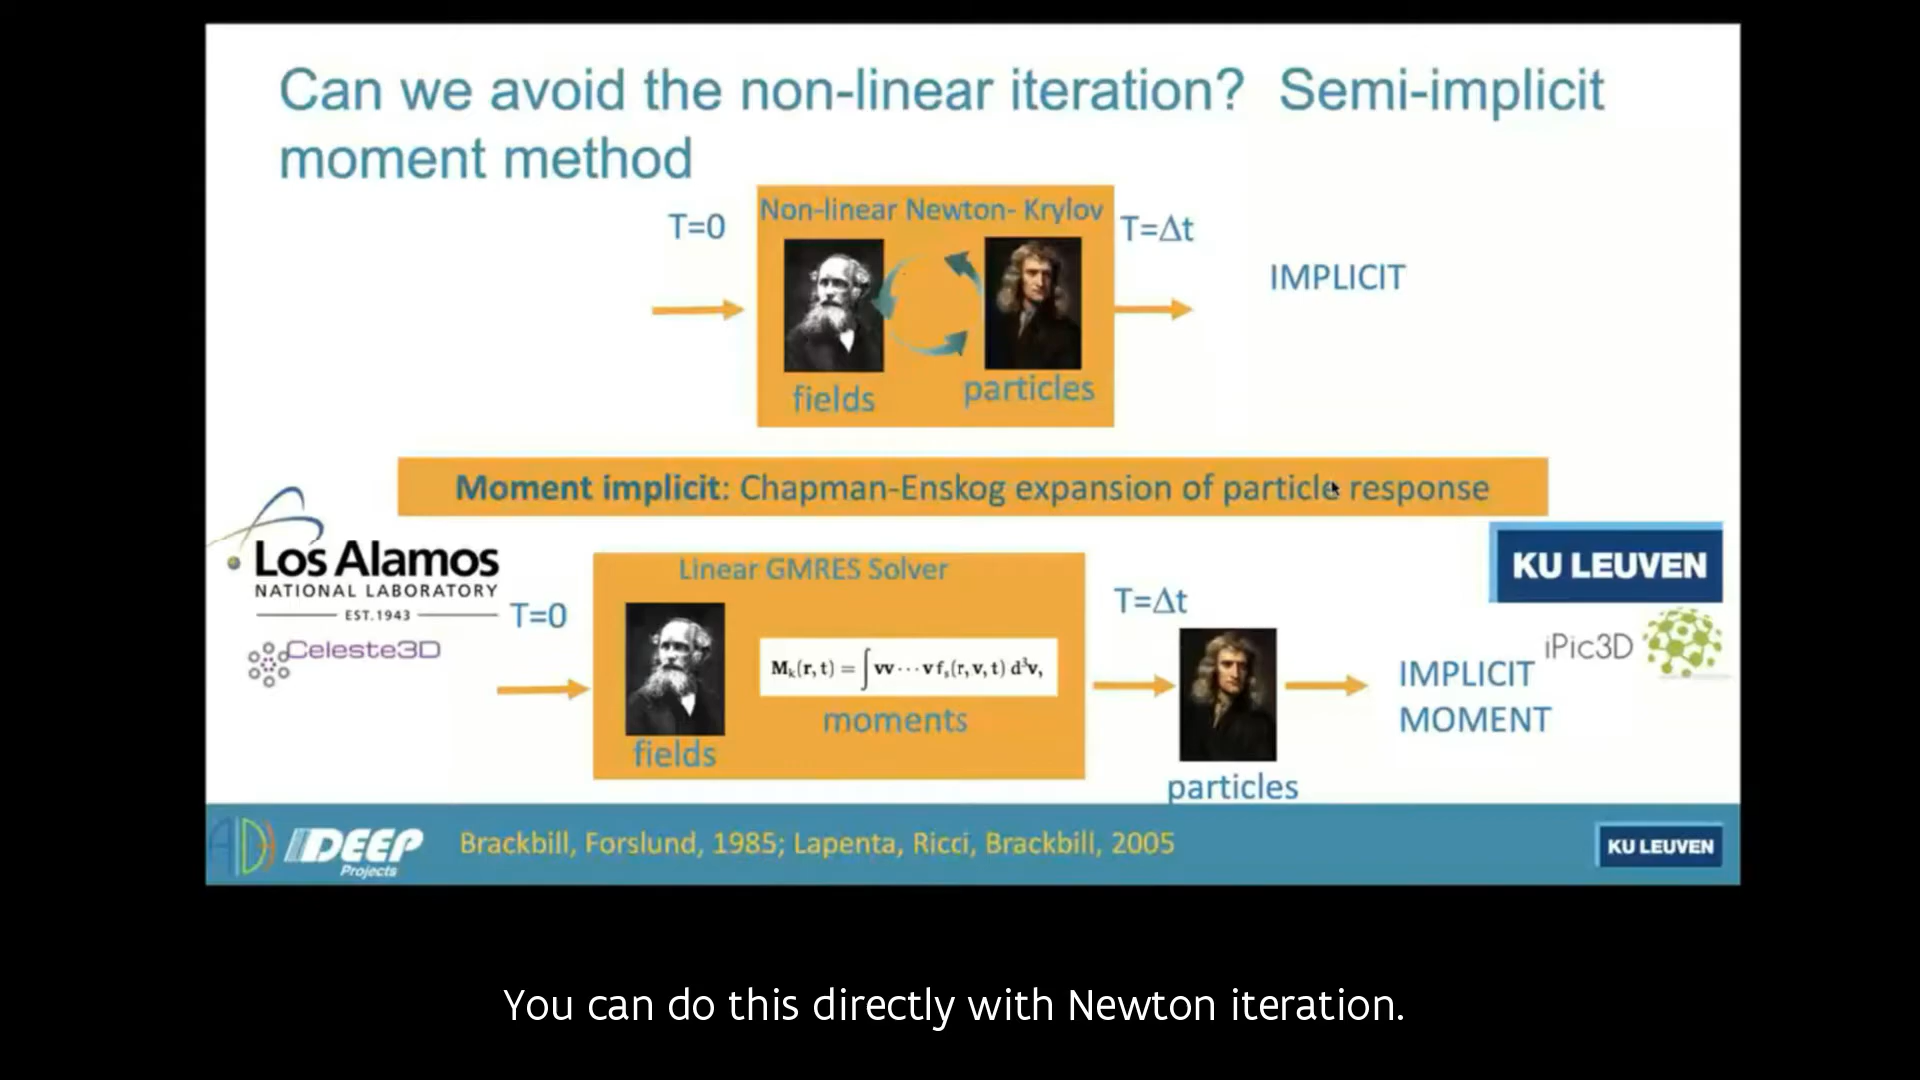 Can we avoid the non-linear iteration? Semi-implicit
moment method
Non-linear Newton- Krylov
T=0
T=Δt
IMPLICIT
fields
particles
Moment implicit: Chapman-Enskog expansion of particle response
Los Alamos
NATIONAL LABORATORY
EST.1943
Celeste3D
KU LEUVEN
iPic3D
Linear GMRES Solver
T=0
T=Δt
M_k(r, t) = ∫ vv · · · v f_s(r, v, t) d³v,
moments
fields
particles
IMPLICIT
MOMENT
DEEP
Projects
Brackbill, Forslund, 1985; Lapenta, Ricci, Brackbill, 2005
KU LEUVEN
You can do this directly with Newton iteration.